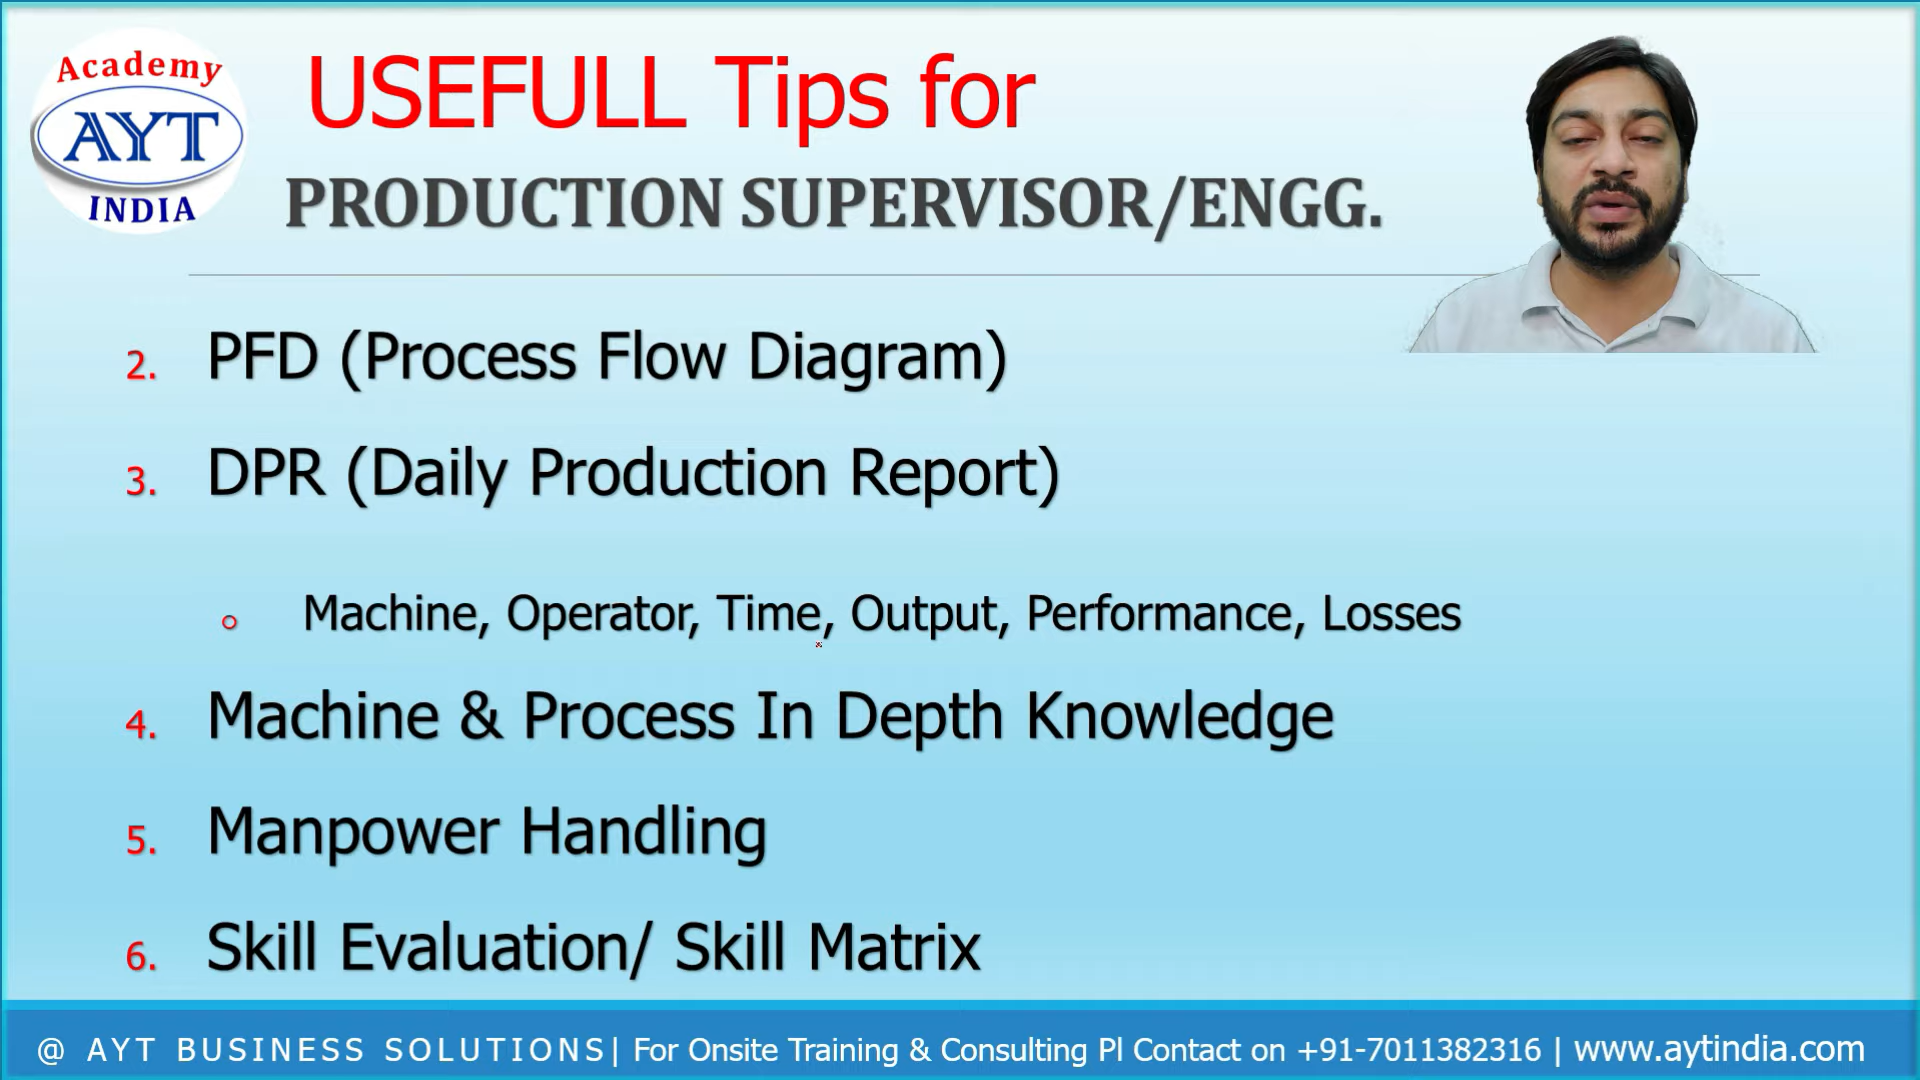 Academy
AYT
INDIA
USEFULL Tips for
PRODUCTION SUPERVISOR/ENGG.
2. PFD (Process Flow Diagram)
3. DPR (Daily Production Report)
○ Machine, Operator, Time, Output, Performance, Losses
4. Machine & Process In Depth Knowledge
5. Manpower Handling
6. Skill Evaluation/ Skill Matrix
@ AYT BUSINESS SOLUTIONS| For Onsite Training & Consulting Pl Contact on +91-7011382316 | www.aytindia.com